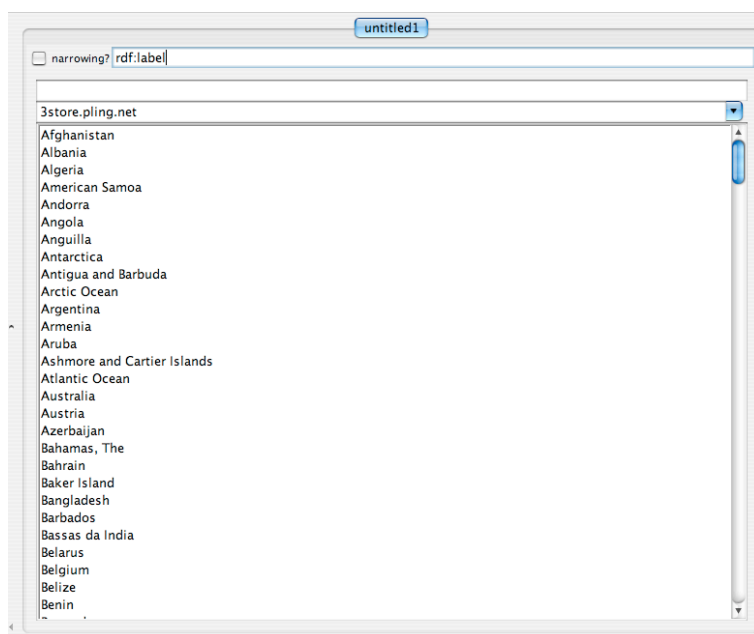 untitled1
narrowing? rdf:label
3store.pling.net
Afghanistan
Albania
Algeria
American Samoa
Andorra
Angola
Anguilla
Antarctica
Antigua and Barbuda
Arctic Ocean
Argentina
Armenia
Aruba
Ashmore and Cartier Islands
Atlantic Ocean
Australia
Austria
Azerbaijan
Bahamas, The
Bahrain
Baker Island
Bangladesh
Barbados
Bassas da India
Belarus
Belgium
Belize
Benin